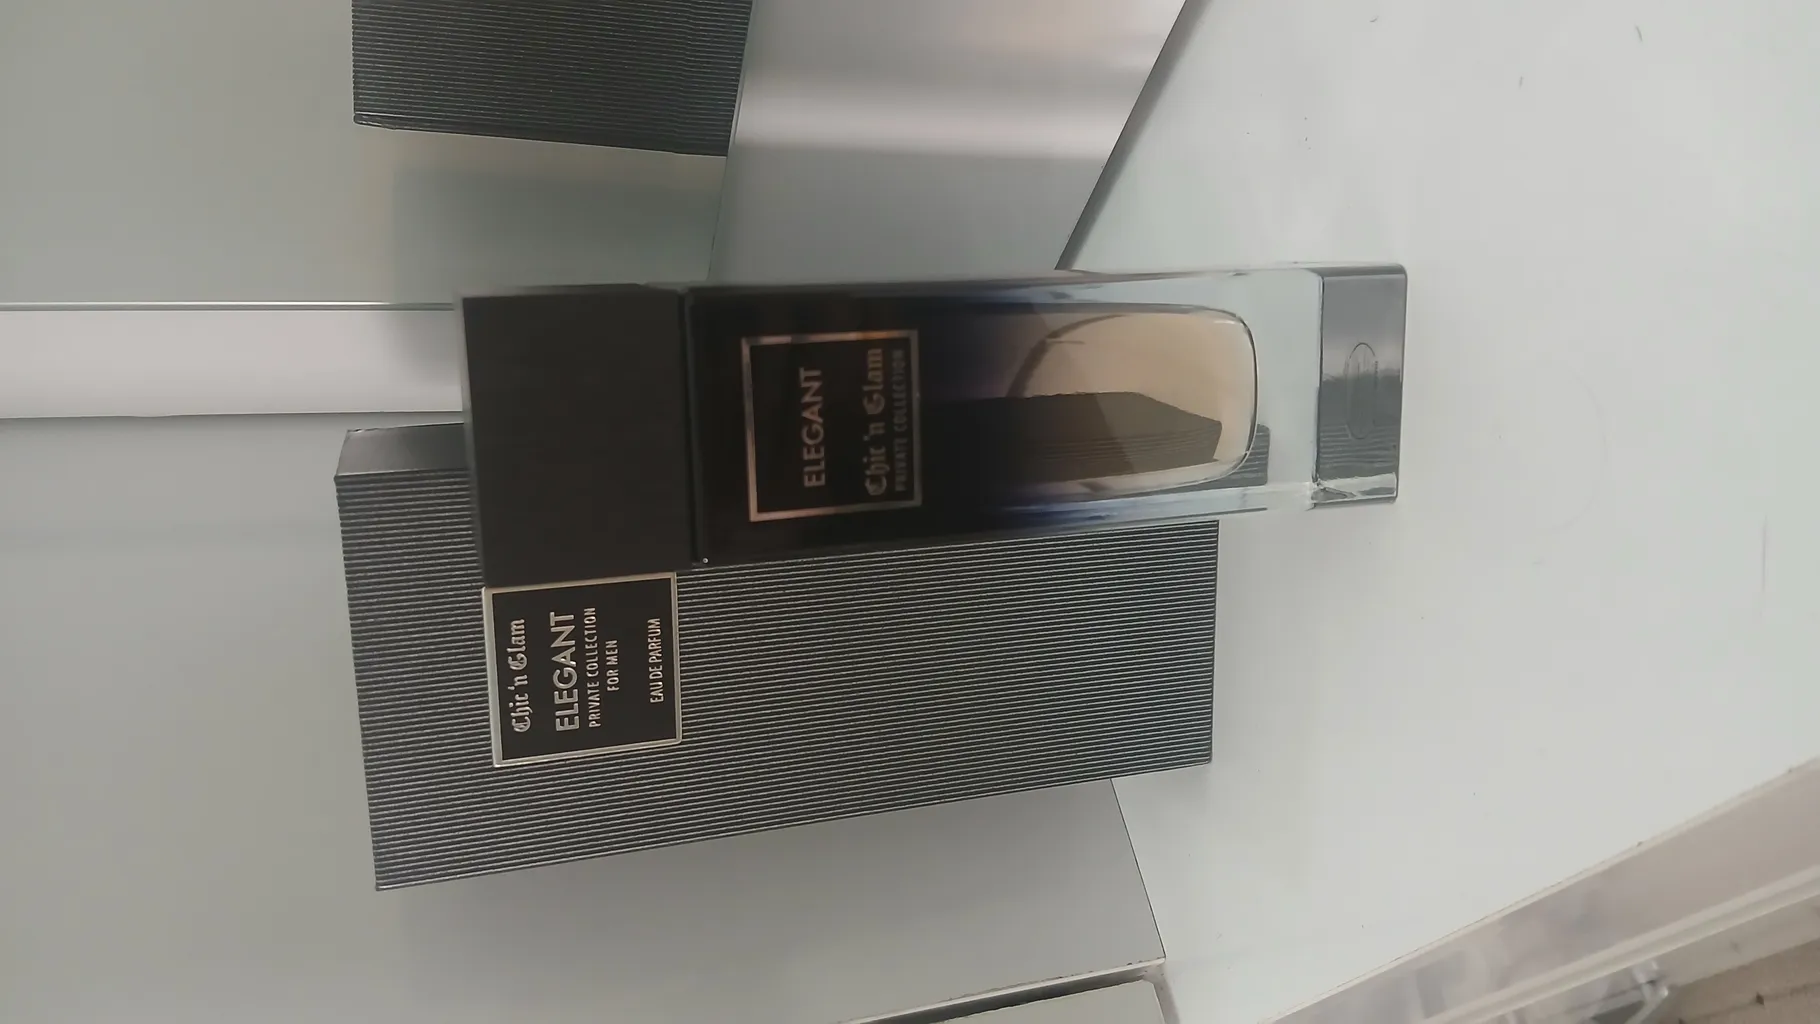 ELEGANT
Chic 'n Glam
PRIVATE COLLECTION
Chic 'n Glam
ELEGANT
PRIVATE COLLECTION
FOR MEN
EAU DE PARFUM